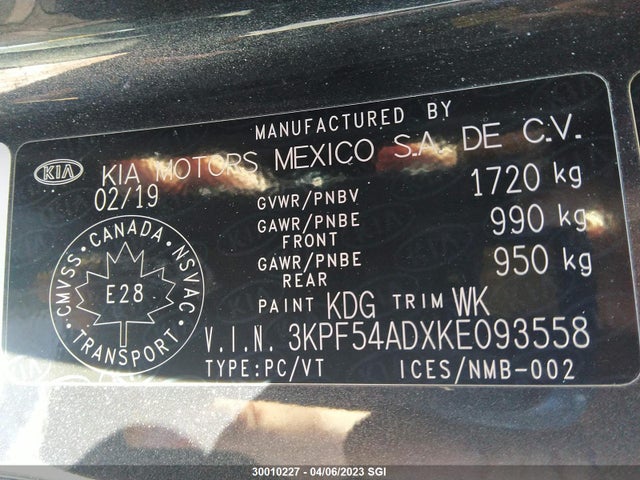 MANUFACTURED BY
KIA KIA MOTORS MEXICO S.A. DE C.V.
02/19
GVWR/PNBV 1720 kg
GAWR/PNBE FRONT 990 kg
GAWR/PNBE REAR 950 kg
PAINT KDG TRIM WK
V.I.N. 3KPF54ADXKE093558
TYPE:PC/VT ICES/NMB-002
CMVSS • CANADA • NSVAC
E28
TRANSPORT
30010227 - 04/06/2023 SGI